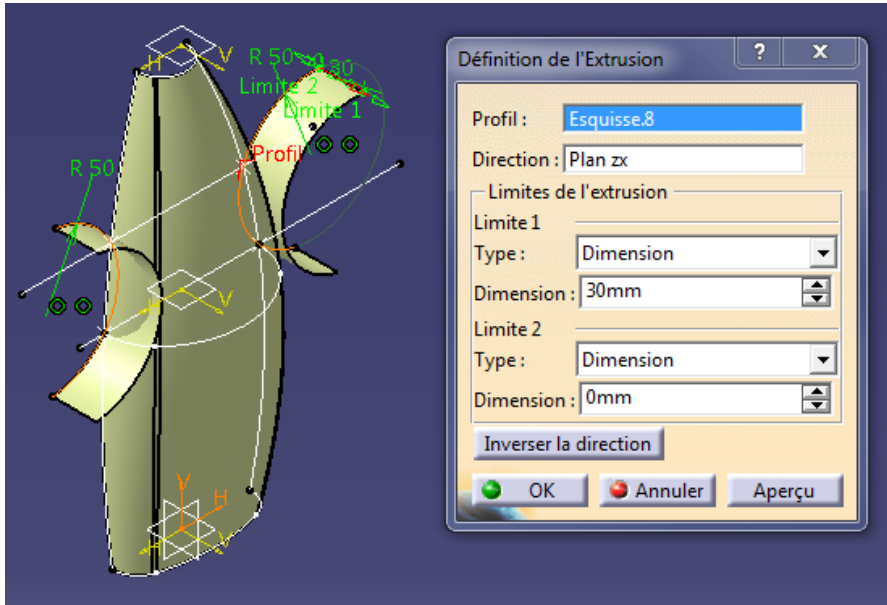 Définition de l'Extrusion
?
X
Profil :
Esquisse.8
Direction :
Plan zx
Limites de l'extrusion
Limite 1
Type :
Dimension
Dimension :
30mm
Limite 2
Type :
Dimension
Dimension :
0mm
Inverser la direction
OK
Annuler
Aperçu
H
V
R 50
30
Limite 2
Limite 1
Profil
R 50
H
V
V
H
H
V